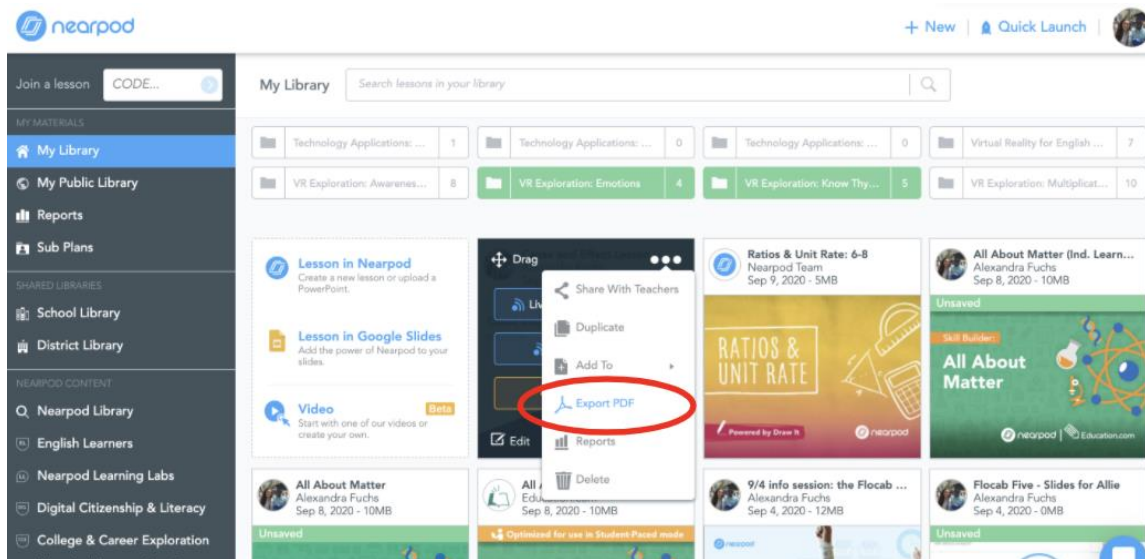 nearpod
+ New
Quick Launch
Join a lesson
CODE...
My Library
Search lessons in your library
MY MATERIALS
My Library
My Public Library
Reports
Sub Plans
SHARED LIBRARIES
School Library
District Library
NEARPOD CONTENT
Nearpod Library
English Learners
Nearpod Learning Labs
Digital Citizenship & Literacy
College & Career Exploration
Technology Applications: ... 1
Technology Applications: ... 0
Technology Applications: ... 0
Virtual Reality for English ... 7
VR Exploration: Awarenes... 8
VR Exploration: Emotions 4
VR Exploration: Know Thy... 5
VR Exploration: Multiplicat... 10
Lesson in Nearpod
Create a new lesson or upload a
PowerPoint.
Lesson in Google Slides
Add the power of Nearpod to your
slides.
Video Beta
Start with one of our videos or
create your own.
Drag
Edit
Share With Teachers
Duplicate
Add To
Export PDF
Reports
Delete
Ratios & Unit Rate: 6-8
Nearpod Team
Sep 9, 2020 - 5MB
RATIOS &
UNIT RATE
Powered by Draw It
nearpod
All About Matter (Ind. Learn...
Alexandra Fuchs
Sep 8, 2020 - 10MB
Unsaved
Skill Builder:
All About
Matter
nearpod | Education.com
All About Matter
Alexandra Fuchs
Sep 8, 2020 - 10MB
Unsaved
Sep 8, 2020 - 10MB
Optimized for use in Student-Paced mode
9/4 info session: the Flocab ...
Alexandra Fuchs
Sep 4, 2020 - 12MB
nearpod
Flocab Five - Slides for Allie
Alexandra Fuchs
Sep 4, 2020 - 0MB
Unsaved